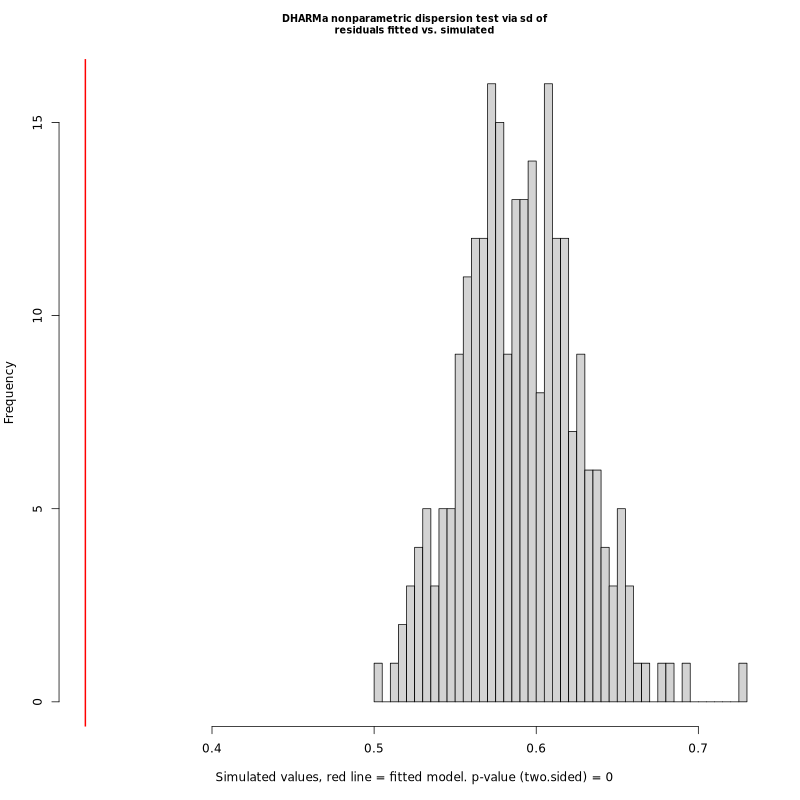 DHARMa nonparametric dispersion test via sd of
residuals fitted vs. simulated
15
10
5
0
Frequency
0.4 0.5 0.6 0.7
Simulated values, red line = fitted model. p-value (two.sided) = 0